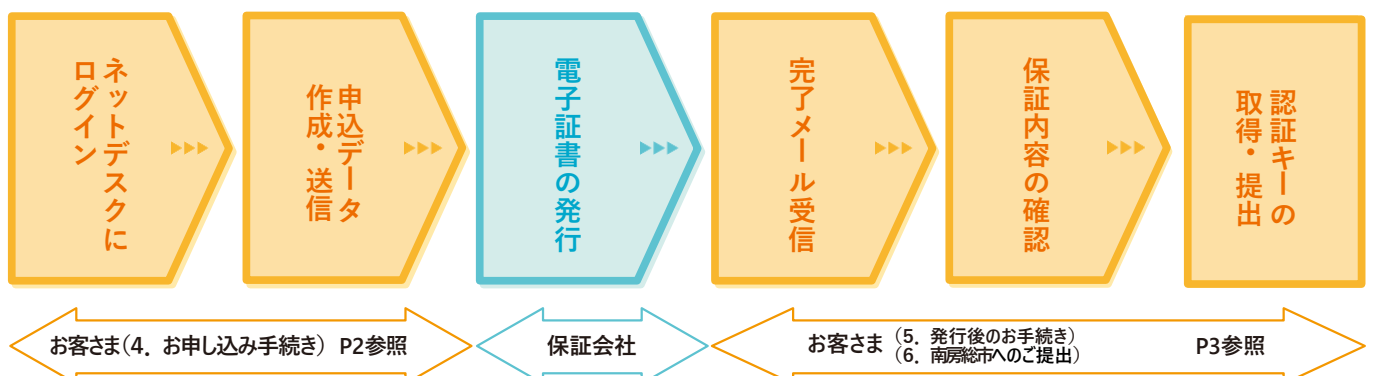 ネットデスクに
ログイン
申込データ
作成・送信
電子証書の発行
完了メール受信
保証内容の確認
認証キーの
取得・提出
お客さま(4．お申し込み手続き) P2参照
保証会社
お客さま(5．発行後のお手続き)
(6．南房総市へのご提出)
P3参照